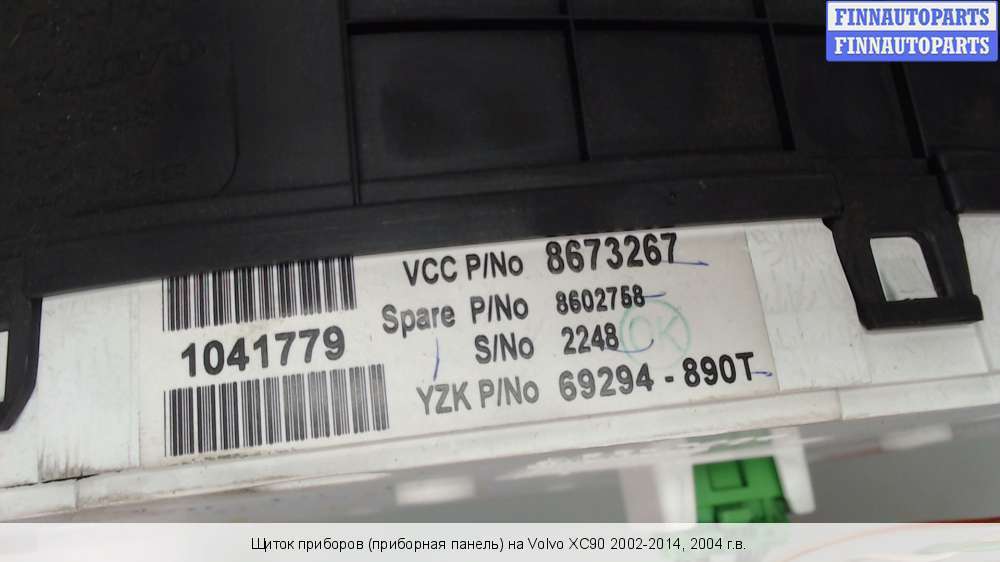 FINNAUTOPARTS
FINNAUTOPARTS
VCC P/No 8673267
Spare P/No 8602758
1041779
S/No 2248
OK
YZK P/No 69294-890T
Щиток приборов (приборная панель) на Volvo XC90 2002-2014, 2004 г.в.